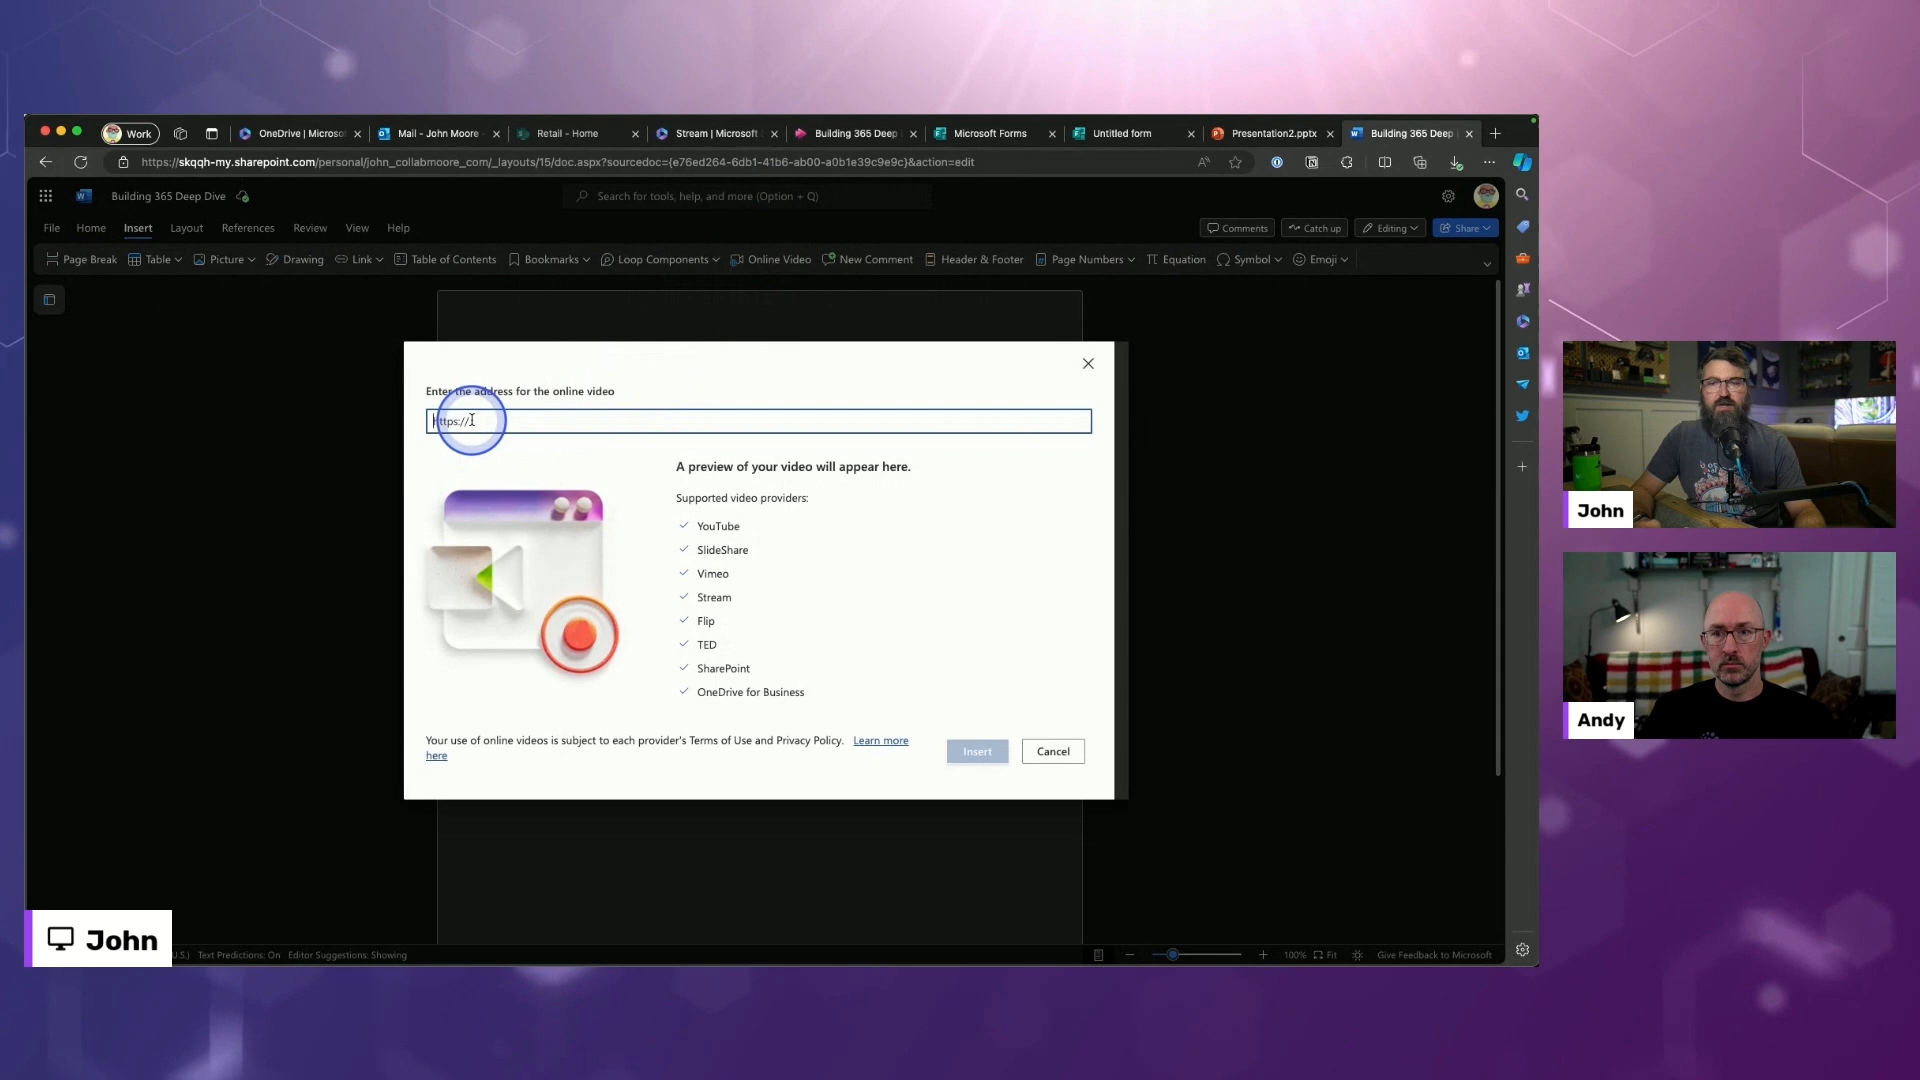 Work
OneDrive | Microso
Mail - John Moore -
Retail - Home
Stream | Microsoft
Building 365 Deep
Microsoft Forms
Untitled form
Presentation2.pptx
Building 365 Deep
https://skqqh-my.sharepoint.com/personal/john_collabmoore_com/_layouts/15/doc.aspx?sourcedoc={e76ed264-6db1-41b6-ab00-a0b1e39c9e9c}&action=edit
Building 365 Deep Dive
Search for tools, help, and more (Option + Q)
File Home Insert Layout References Review View Help
Comments Catch up Editing Share
Page Break Table Picture Drawing Link Table of Contents Bookmarks Loop Components Online Video New Comment Header & Footer Page Numbers Equation Symbol Emoji
Enter the address for the online video
https://
A preview of your video will appear here.
Supported video providers:
YouTube
SlideShare
Vimeo
Stream
Flip
TED
SharePoint
OneDrive for Business
Your use of online videos is subject to each provider's Terms of Use and Privacy Policy. Learn more
here
Insert
Cancel
John
Andy
John
U.S.) Text Predictions: On Editor Suggestions: Showing
100% Fit Give Feedback to Microsoft